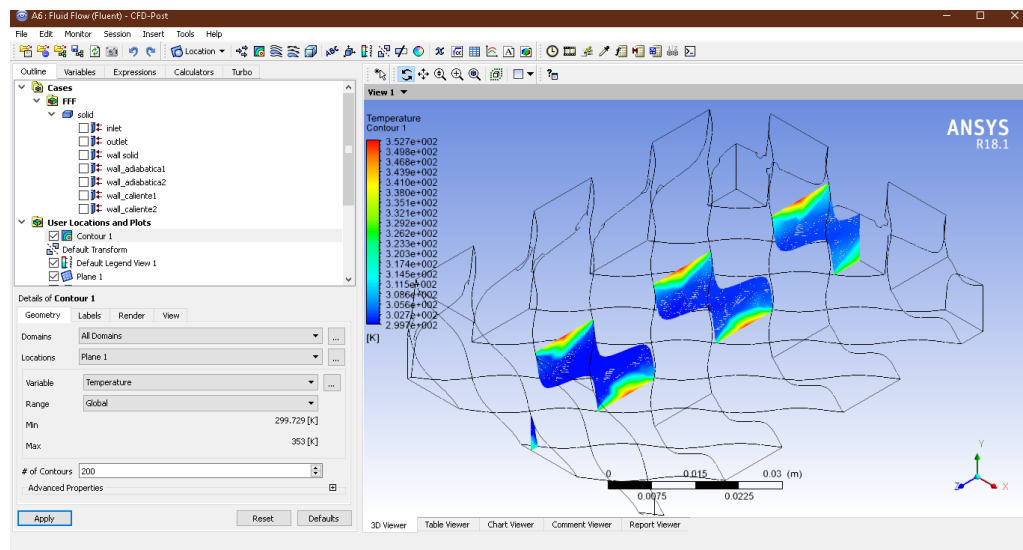 A6 : Fluid Flow (Fluent) - CFD-Post
File Edit Monitor Session Insert Tools Help
Location
Outline Variables Expressions Calculators Turbo
Cases
FFF
solid
inlet
outlet
wall solid
wall_adiabatica1
wall_adiabatica2
wall_caliente1
wall_caliente2
User Locations and Plots
Contour 1
Default Transform
Default Legend View 1
Plane 1
Details of Contour 1
Geometry Labels Render View
Domains All Domains ...
Locations Plane 1 ...
Variable Temperature ...
Range Global
Min 299.729 [K]
Max 353 [K]
# of Contours 200
Advanced Properties
Apply Reset Defaults
View 1
Temperature
Contour 1
3.527e+002
3.498e+002
3.468e+002
3.439e+002
3.410e+002
3.380e+002
3.351e+002
3.321e+002
3.292e+002
3.262e+002
3.233e+002
3.203e+002
3.174e+002
3.145e+002
3.115e+002
3.086e+002
3.056e+002
3.027e+002
2.997e+002
[K]
ANSYS
R18.1
0 0.015 0.03 (m)
0.0075 0.0225
Y
Z X
3D Viewer Table Viewer Chart Viewer Comment Viewer Report Viewer